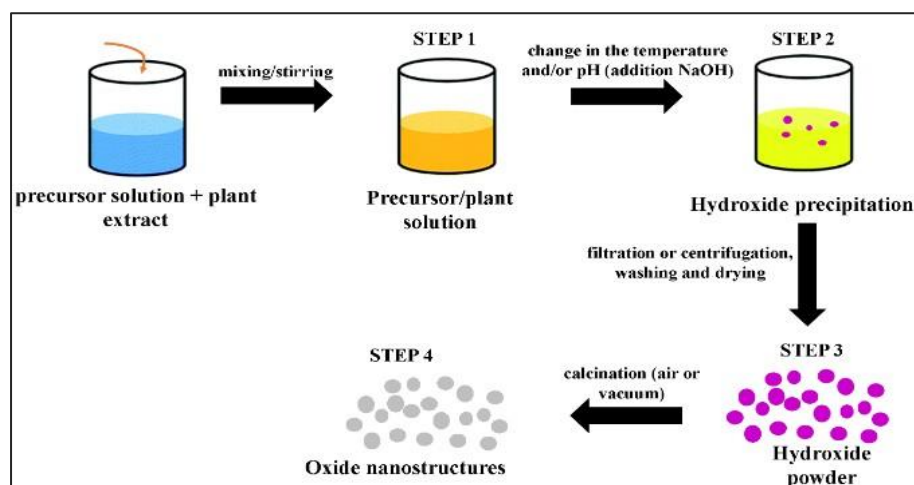 precursor solution + plant
extract
mixing/stirring
STEP 1
Precursor/plant
solution
change in the temperature
and/or pH (addition NaOH)
STEP 2
Hydroxide precipitation
filtration or centrifugation,
washing and drying
STEP 3
Hydroxide
powder
calcination (air or
vacuum)
STEP 4
Oxide nanostructures